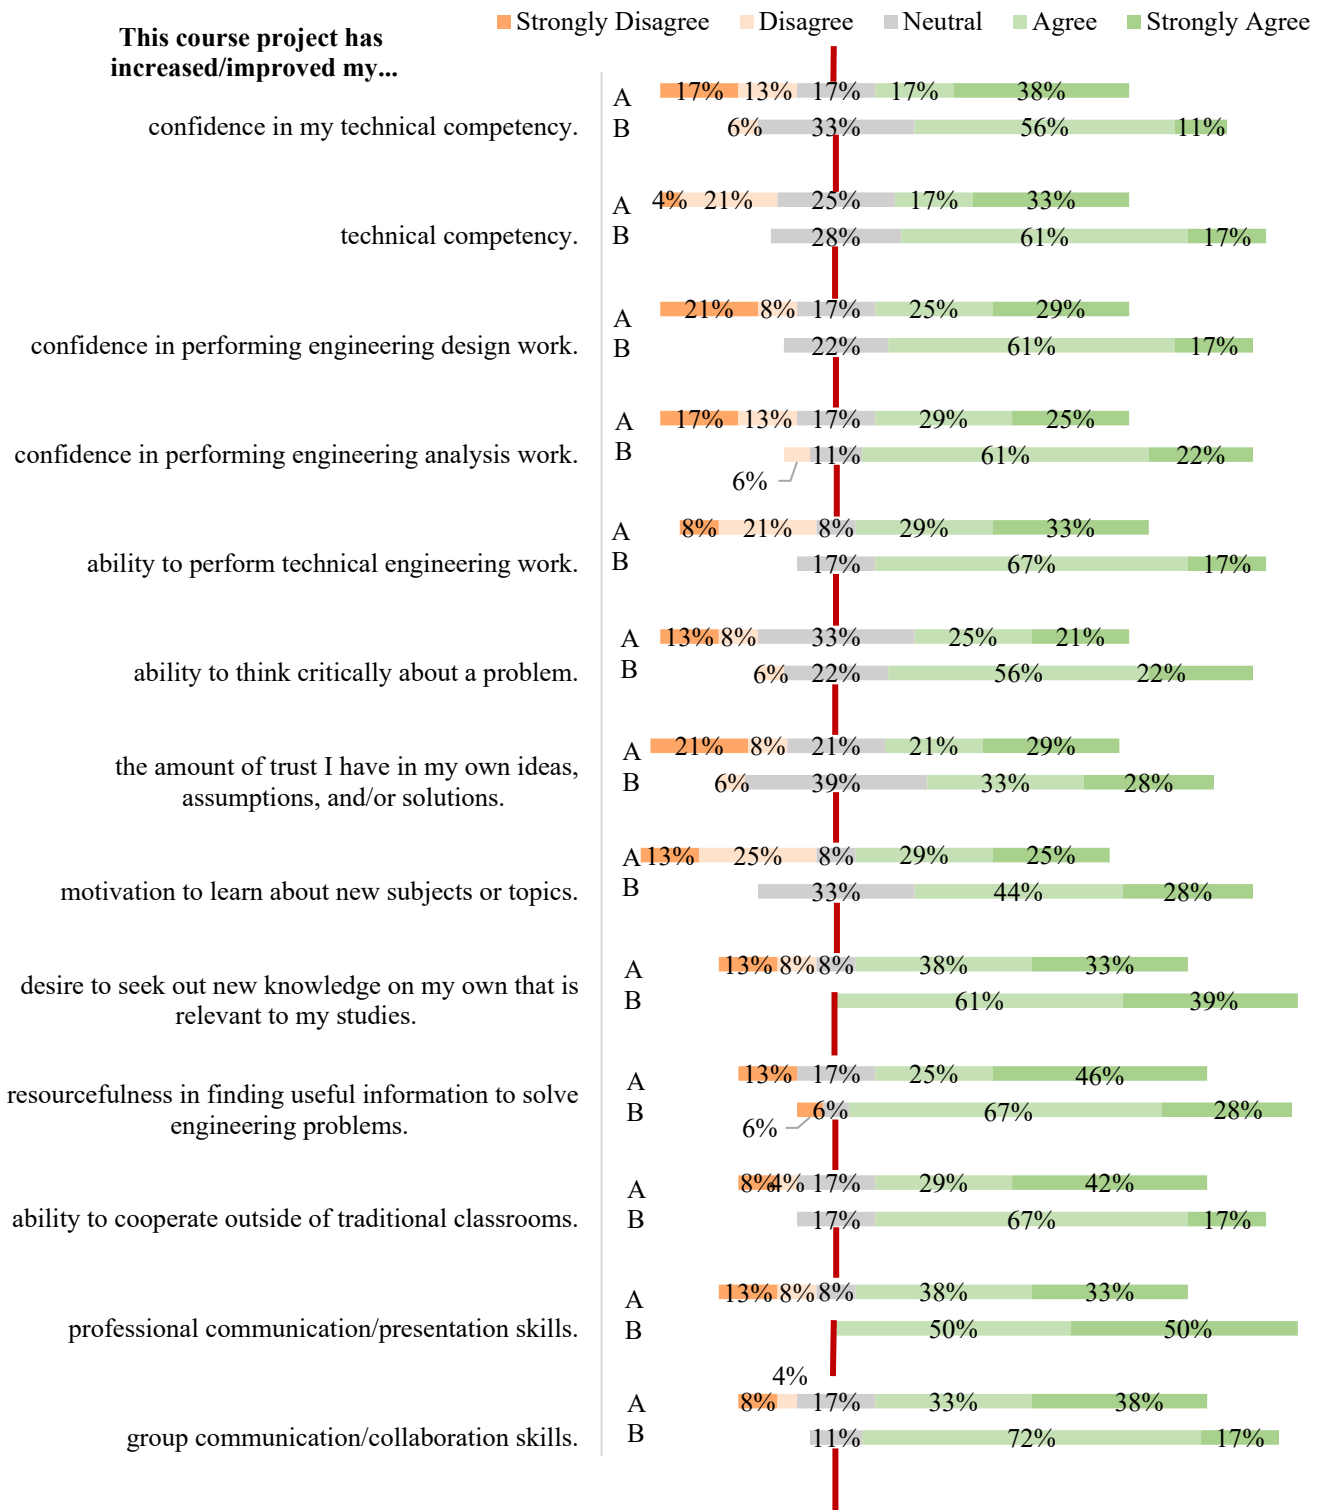 Strongly Disagree Disagree Neutral Agree Strongly Agree
This course project has
increased/improved my...
A 17% 13% 17% 17% 38%
confidence in my technical competency.
B 6% 33% 56% 11%
A 4% 21% 25% 17% 33%
technical competency.
B 28% 61% 17%
A 21% 8% 17% 25% 29%
confidence in performing engineering design work.
B 22% 61% 17%
A 17% 13% 17% 29% 25%
confidence in performing engineering analysis work.
B 11% 61% 22%
6%
A 8% 21% 8% 29% 33%
ability to perform technical engineering work.
B 17% 67% 17%
A 13% 8% 33% 25% 21%
ability to think critically about a problem.
B 6% 22% 56% 22%
A 21% 8% 21% 21% 29%
the amount of trust I have in my own ideas,
assumptions, and/or solutions.
B 6% 39% 33% 28%
A 13% 25% 8% 29% 25%
motivation to learn about new subjects or topics.
B 33% 44% 28%
A 13% 8% 8% 38% 33%
desire to seek out new knowledge on my own that is
relevant to my studies.
B 61% 39%
A 13% 17% 25% 46%
resourcefulness in finding useful information to solve
engineering problems.
B 6% 67% 28%
6%
A 8% 4% 17% 29% 42%
ability to cooperate outside of traditional classrooms.
B 17% 67% 17%
A 13% 8% 8% 38% 33%
professional communication/presentation skills.
B 50% 50%
4%
A 8% 17% 33% 38%
group communication/collaboration skills.
B 11% 72% 17%